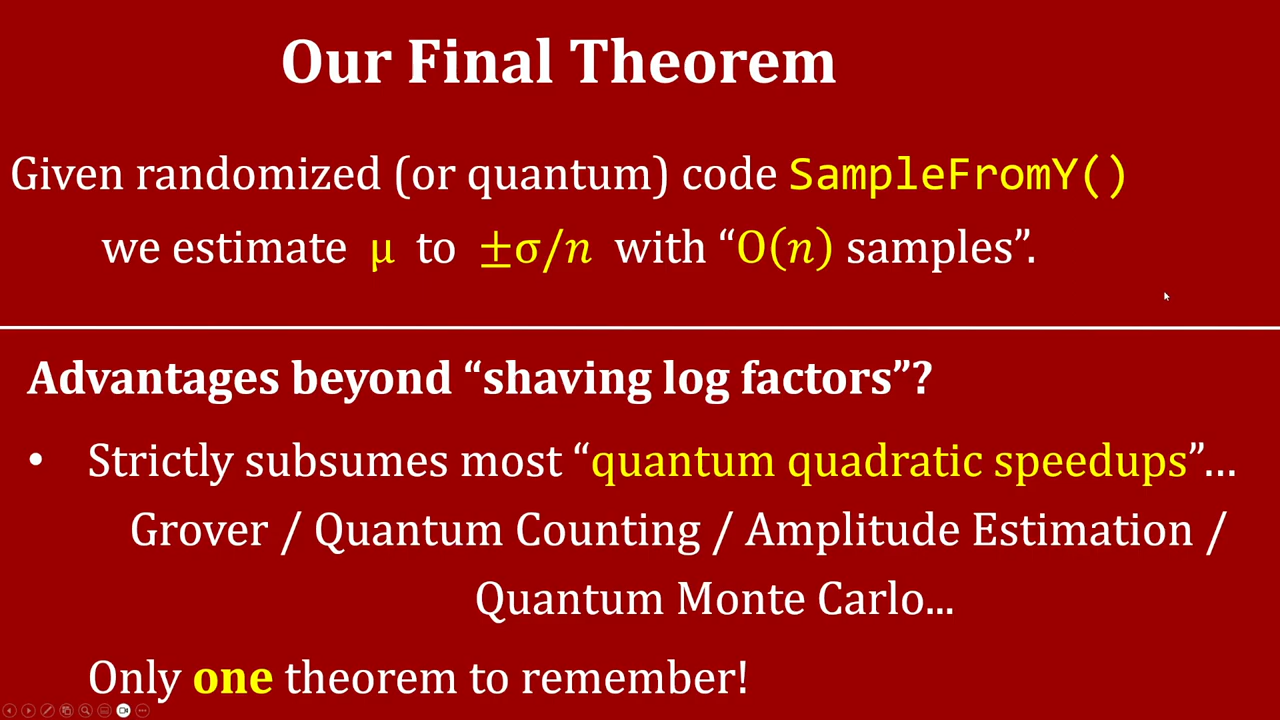 Our Final Theorem
Given randomized (or quantum) code SampleFromY()
we estimate μ to ±σ/n with “O(n) samples”.
Advantages beyond “shaving log factors”?
• Strictly subsumes most “quantum quadratic speedups”...
Grover / Quantum Counting / Amplitude Estimation /
Quantum Monte Carlo...
Only one theorem to remember!